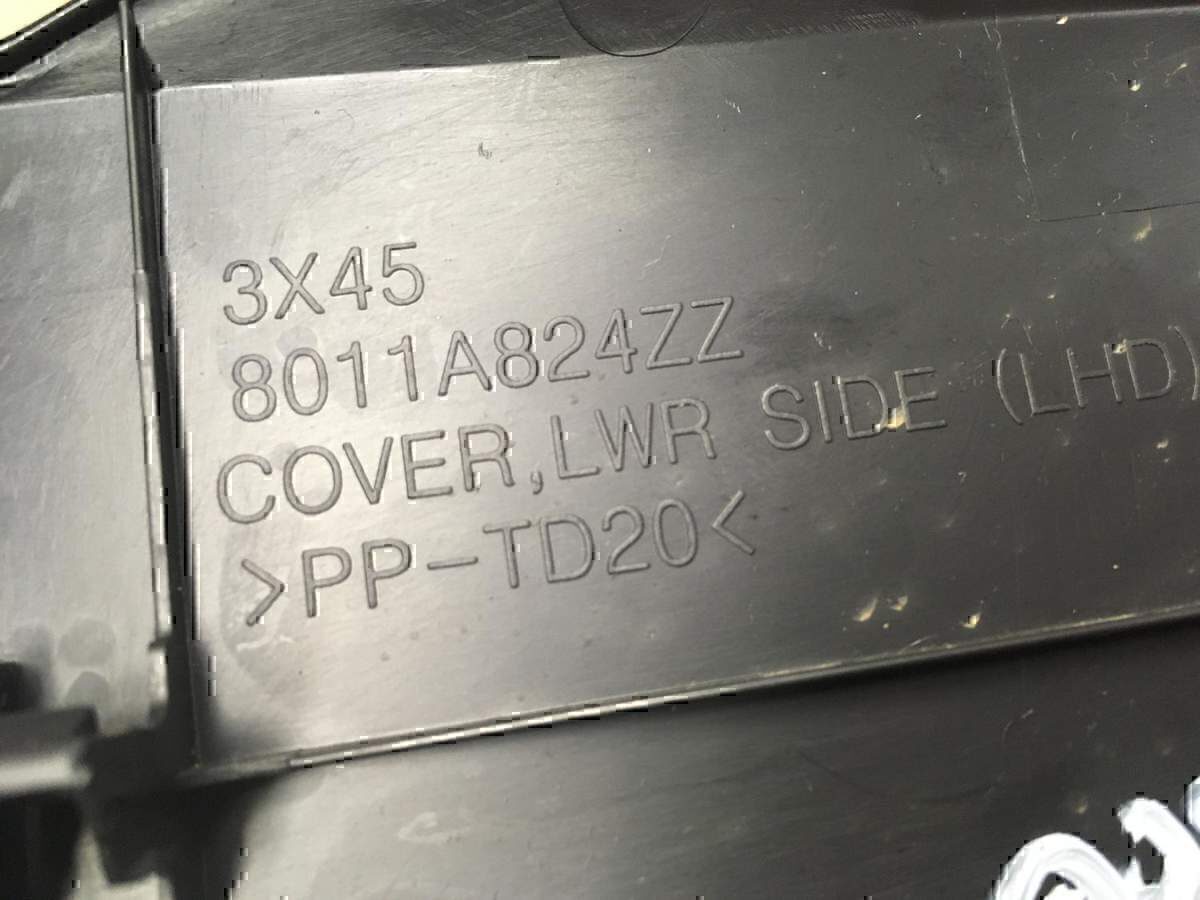 3X45
8011A824ZZ
COVER,LWR SIDE (LHD)
>PP-TD20<